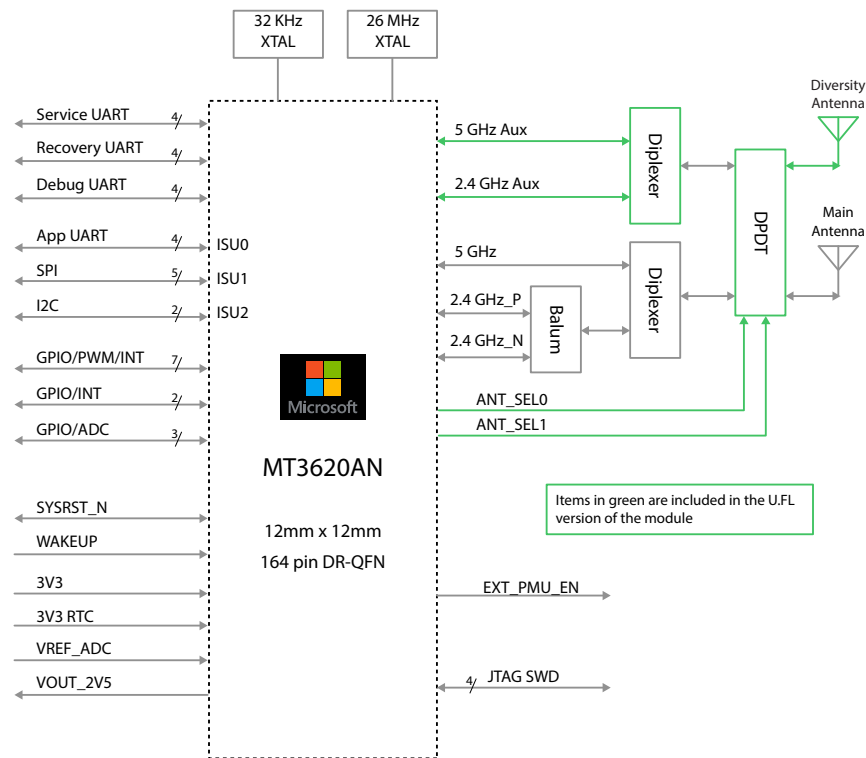 32 KHz
XTAL
26 MHz
XTAL
Service UART
4
Recovery UART
4
Debug UART
4
App UART
4
ISU0
SPI
5
ISU1
I2C
2
ISU2
GPIO/PWM/INT
7
GPIO/INT
2
GPIO/ADC
3
SYSRST_N
WAKEUP
3V3
3V3 RTC
VREF_ADC
VOUT_2V5
Microsoft
MT3620AN
12mm x 12mm
164 pin DR-QFN
5 GHz Aux
2.4 GHz Aux
5 GHz
2.4 GHz_P
2.4 GHz_N
Balum
Diplexer
Diplexer
DPDT
Diversity
Antenna
Main
Antenna
ANT_SEL0
ANT_SEL1
Items in green are included in the U.FL
version of the module
EXT_PMU_EN
4
JTAG SWD